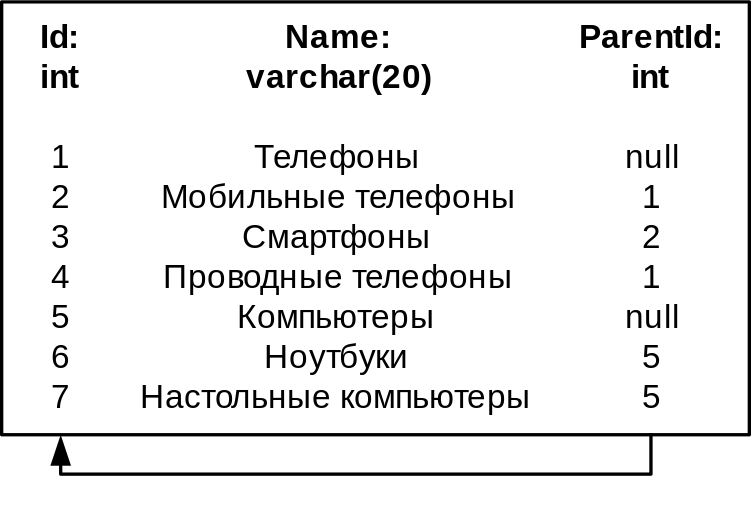 Id: Name: ParentId:
int varchar(20) int
1 Телефоны null
2 Мобильные телефоны 1
3 Смартфоны 2
4 Проводные телефоны 1
5 Компьютеры null
6 Ноутбуки 5
7 Настольные компьютеры 5